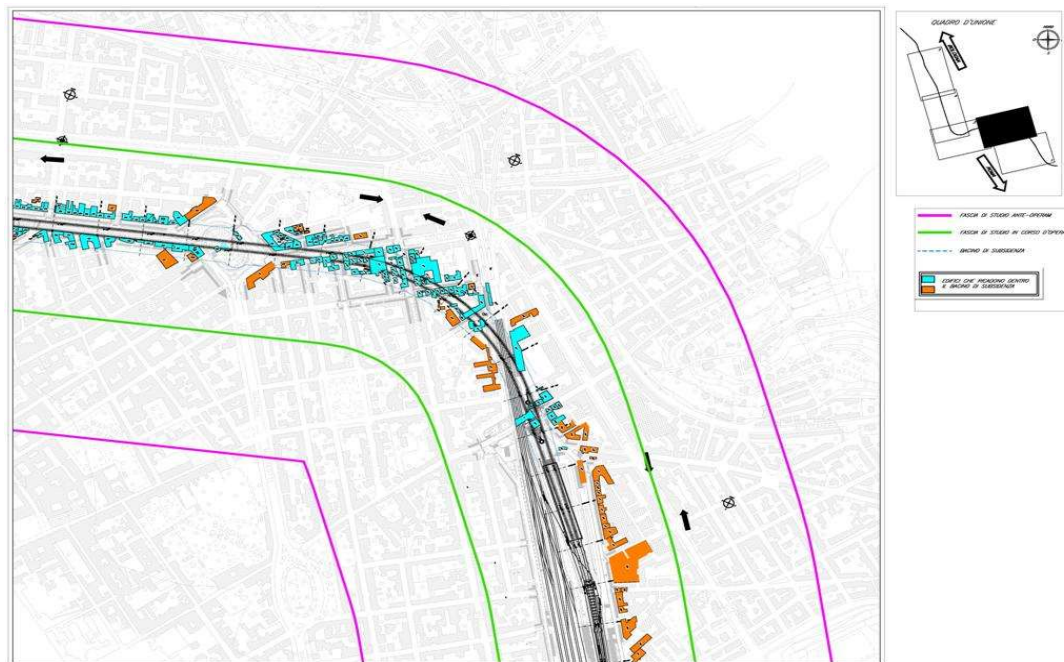 QUADRO D'UNIONE
FASCIA DI STUDIO ANTE-OPERAM
FASCIA DI STUDIO IN CORSO D'OPERA
BACINO DI SUBSIDENZA
EDIFICI CHE RICADONO DENTRO
IL BACINO DI SUBSIDENZA